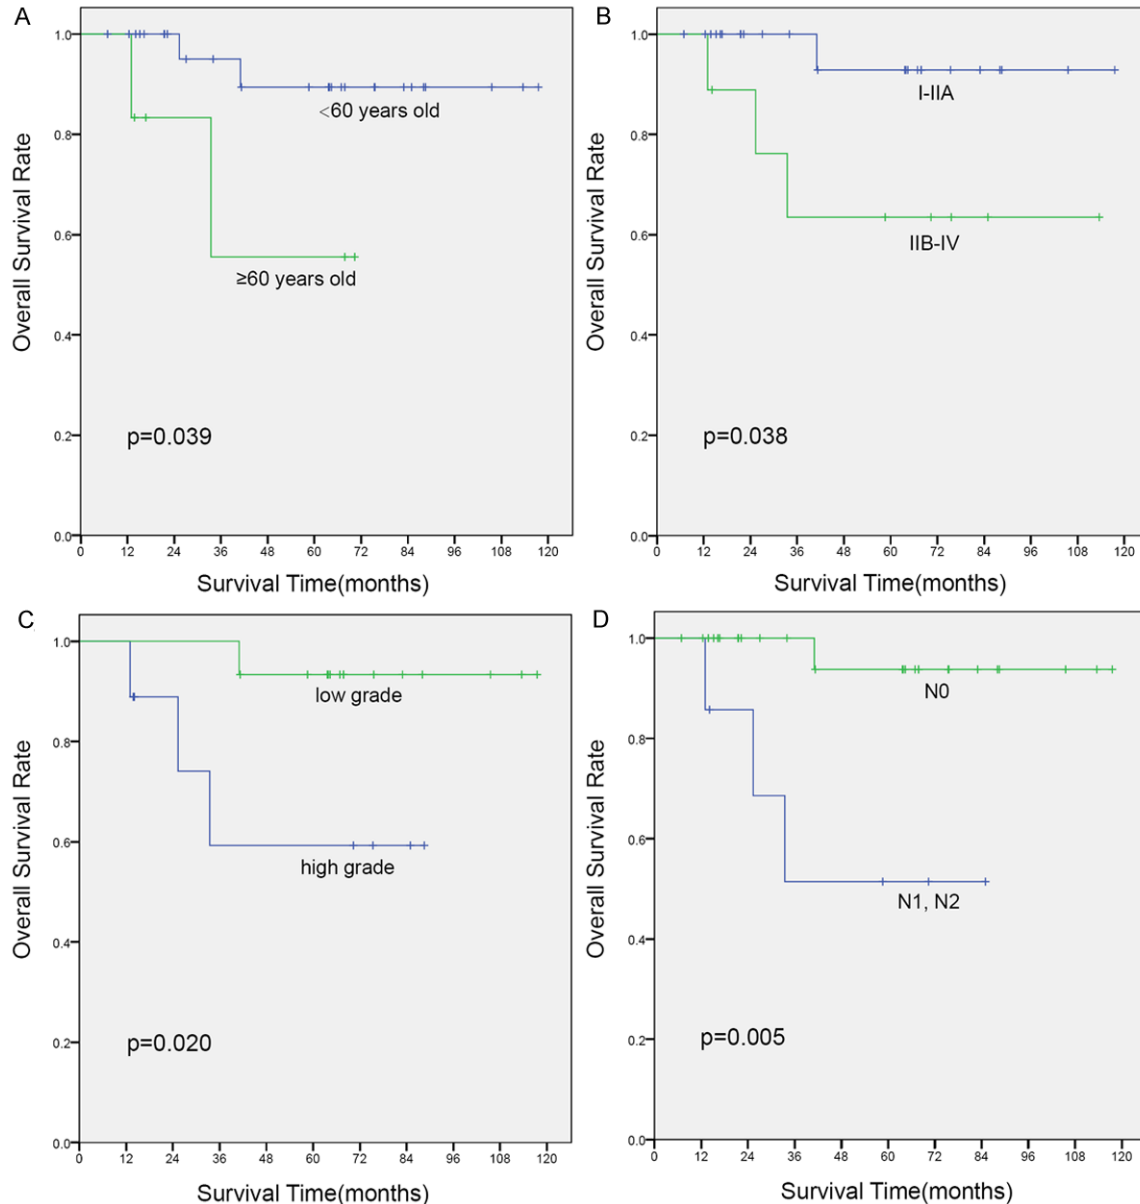 A
Overall Survival Rate
1.0
0.8
0.6
0.4
0.2
0.0
<60 years old
≥60 years old
p=0.039
0 12 24 36 48 60 72 84 96 108 120
Survival Time(months)
B
Overall Survival Rate
1.0
0.8
0.6
0.4
0.2
0.0
I-IIA
IIB-IV
p=0.038
0 12 24 36 48 60 72 84 96 108 120
Survival Time(months)
C
Overall Survival Rate
1.0
0.8
0.6
0.4
0.2
0.0
low grade
high grade
p=0.020
0 12 24 36 48 60 72 84 96 108 120
Survival Time(months)
D
Overall Survival Rate
1.0
0.8
0.6
0.4
0.2
0.0
N0
N1, N2
p=0.005
0 12 24 36 48 60 72 84 96 108 120
Survival Time(months)